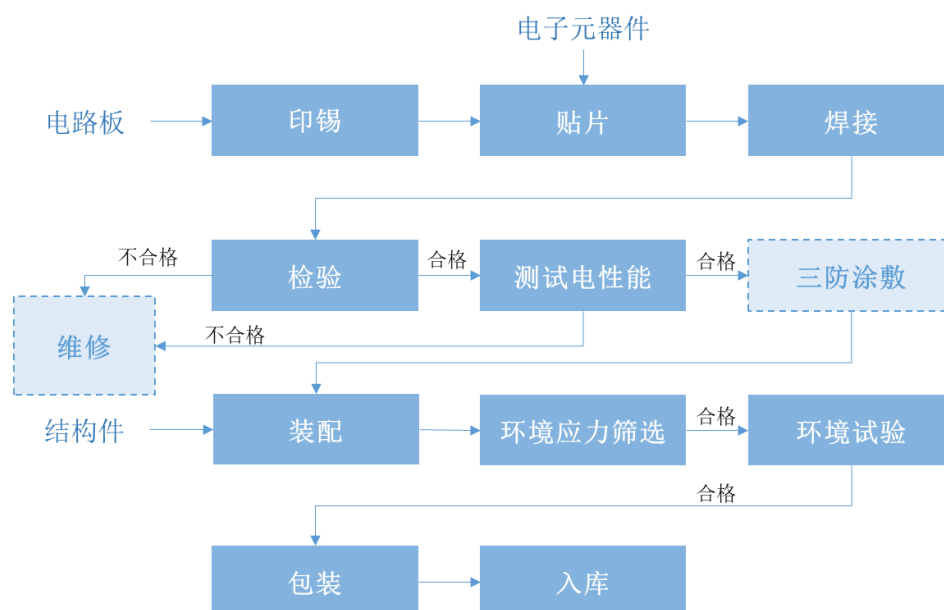 电子元器件
电路板
印锡
贴片
焊接
不合格
检验
合格
测试电性能
合格
三防涂敷
维修
不合格
结构件
装配
环境应力筛选
合格
环境试验
合格
包装
入库